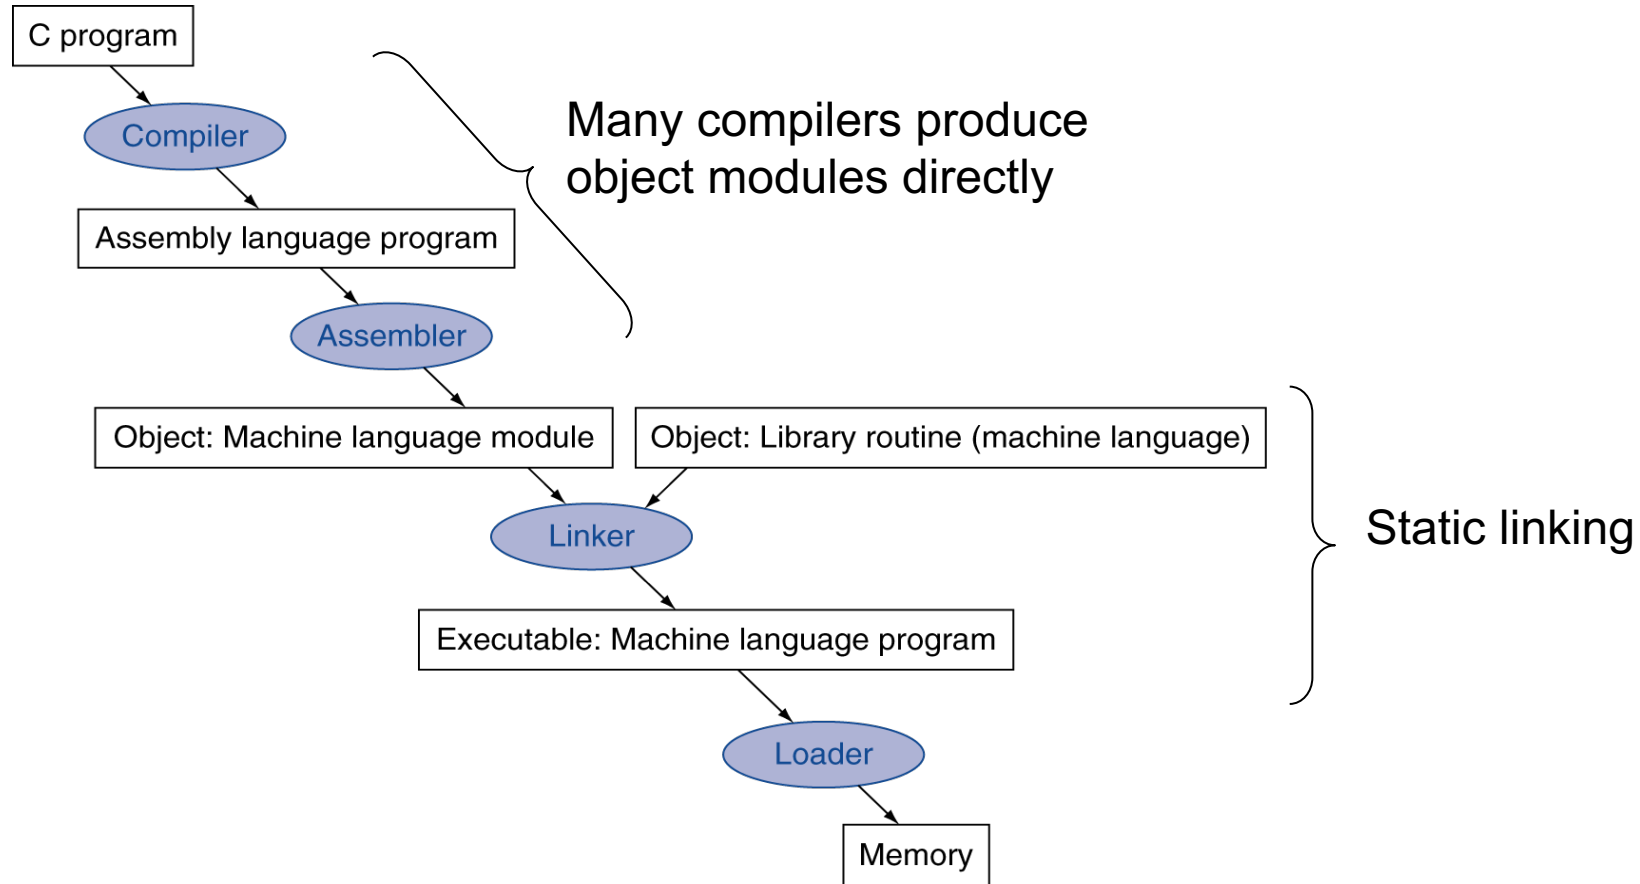 C program
Compiler
Many compilers produce
object modules directly
Assembly language program
Assembler
Object: Machine language module
Object: Library routine (machine language)
Linker
Static linking
Executable: Machine language program
Loader
Memory